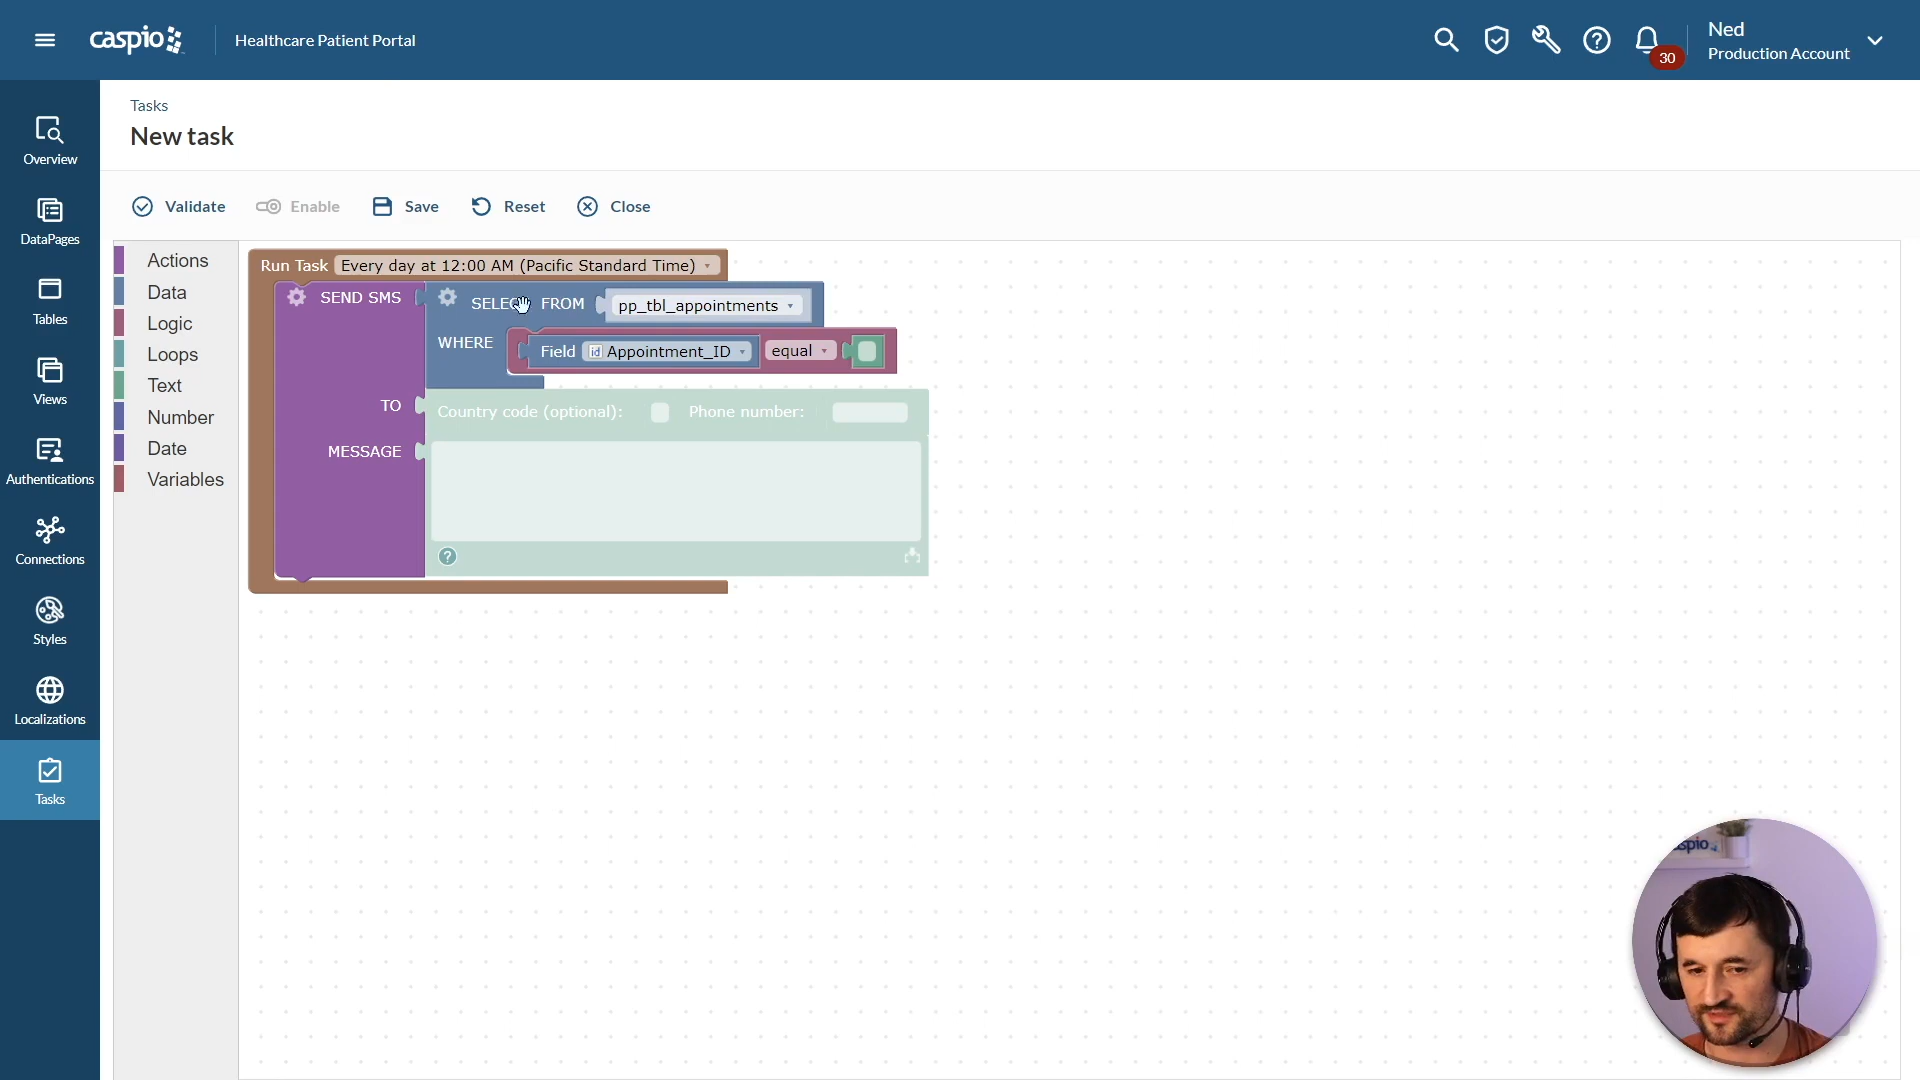 caspio
Healthcare Patient Portal
30
Ned
Production Account
Overview
DataPages
Tables
Views
Authentications
Connections
Styles
Localizations
Tasks
Tasks
New task
Validate
Enable
Save
Reset
Close
Actions
Data
Logic
Loops
Text
Number
Date
Variables
Run Task Every day at 12:00 AM (Pacific Standard Time)
SEND SMS
SELECT FROM pp_tbl_appointments
WHERE Field Appointment_ID equal
TO Country code (optional): Phone number:
MESSAGE
?